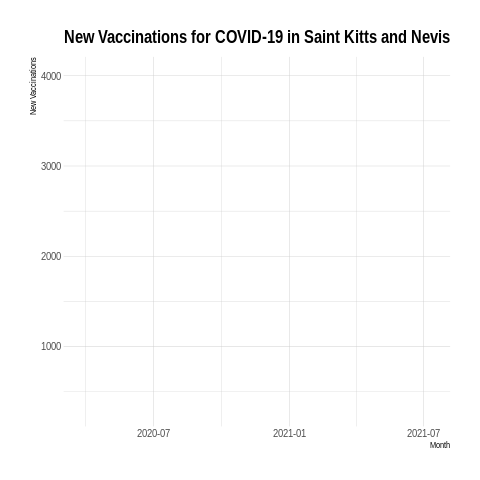 New Vaccinations for COVID-19 in Saint Kitts and Nevis
New Vaccinations
4000
3000
2000
1000
2020-07
2021-01
2021-07
Month